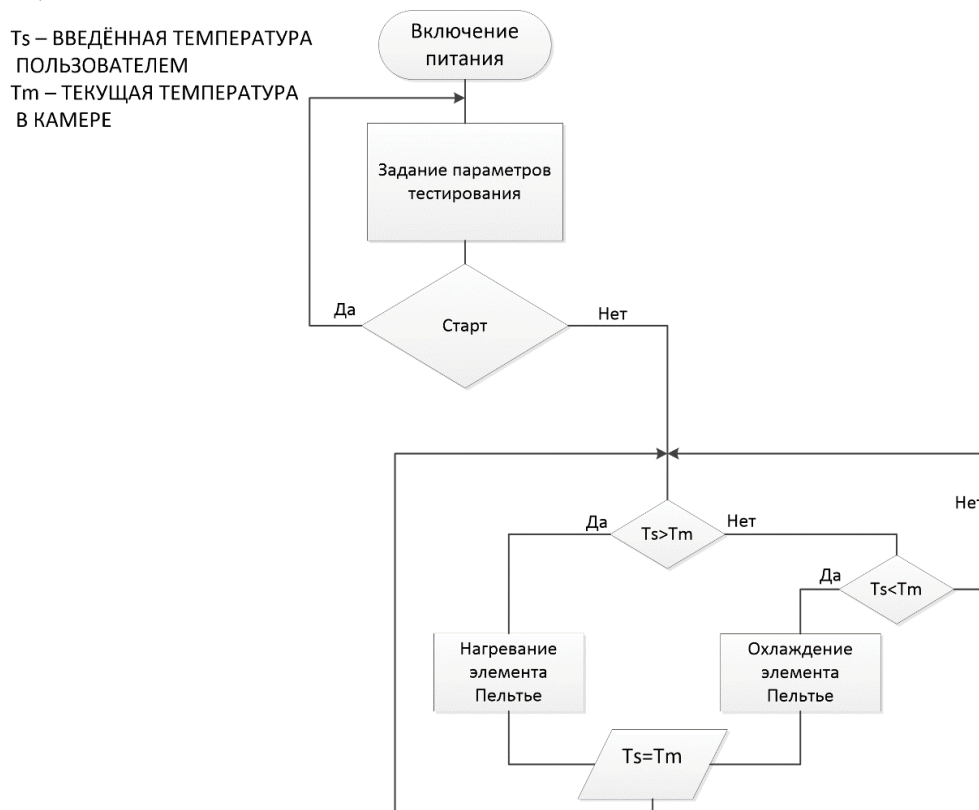 Ts – ВВЕДЁННАЯ ТЕМПЕРАТУРА
ПОЛЬЗОВАТЕЛЕМ
Tm – ТЕКУЩАЯ ТЕМПЕРАТУРА
В КАМЕРЕ
Включение
питания
Задание параметров
тестирования
Да
Старт
Нет
Нет
Да
Ts>Tm
Нет
Да
Ts<Tm
Нагревание
элемента
Пельтье
Охлаждение
элемента
Пельтье
Ts=Tm